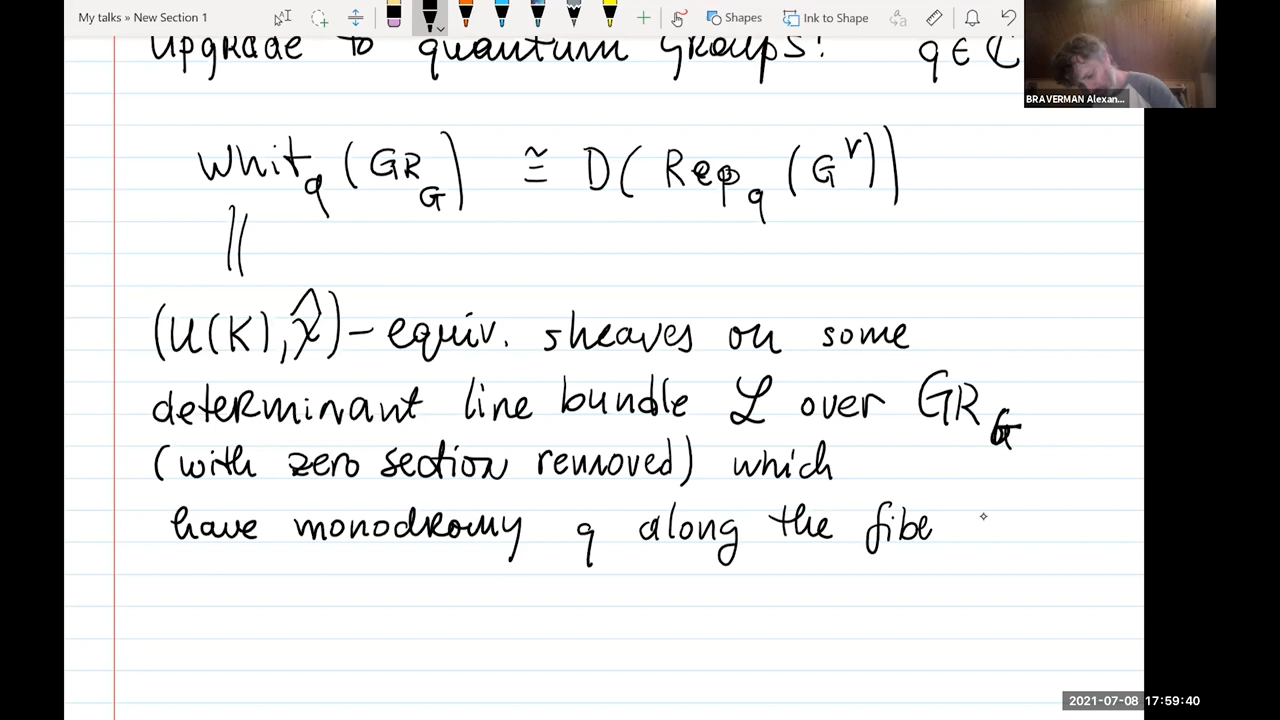 My talks » New Section 1
Shapes
Ink to Shape
upgrade to quantum groups: q ∈ ℂ
BRAVERMAN Alexan...
Whit_q (GR_G) ≅ D(Rep_q (G^v))
||
(U(K), χ̂) - equiv. sheaves on some
determinant line bundle ℒ over GR_G
(with zero section removed) which
have monodromy q along the fibe
2021-07-08 17:59:40